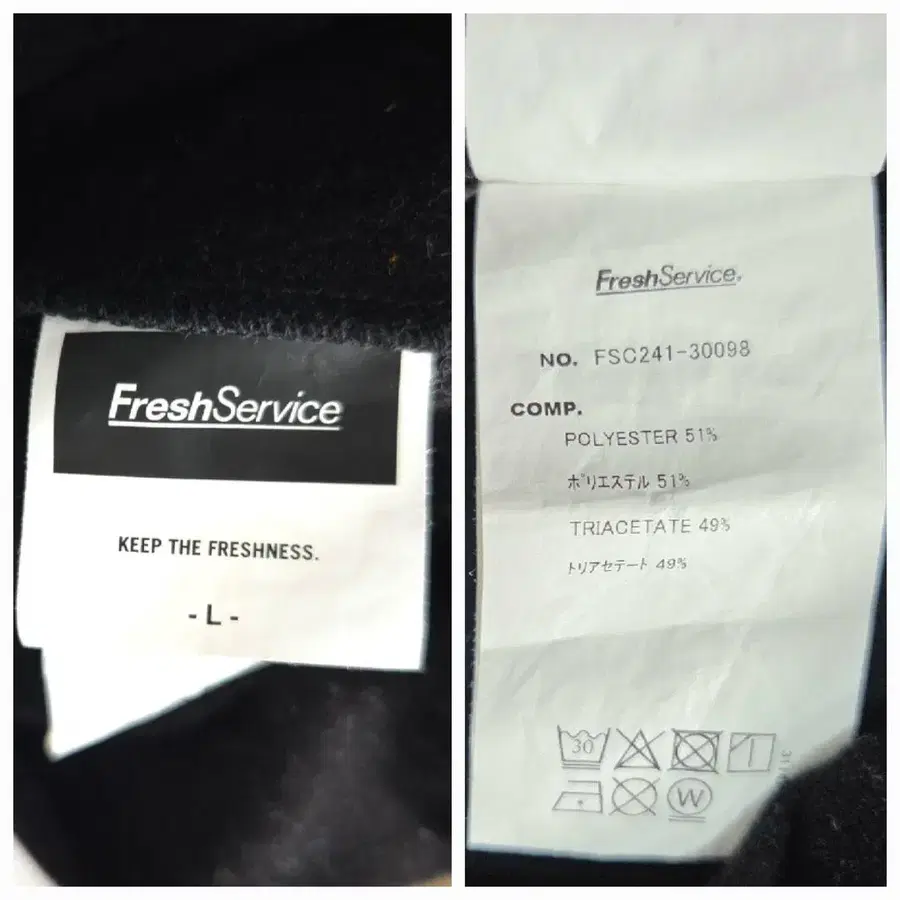 FreshService
KEEP THE FRESHNESS.
- L -
FreshService.
NO. FSC241-30098
COMP.
POLYESTER 51%
ポリエステル 51%
TRIACETATE 49%
トリアセテート 49%
30
W